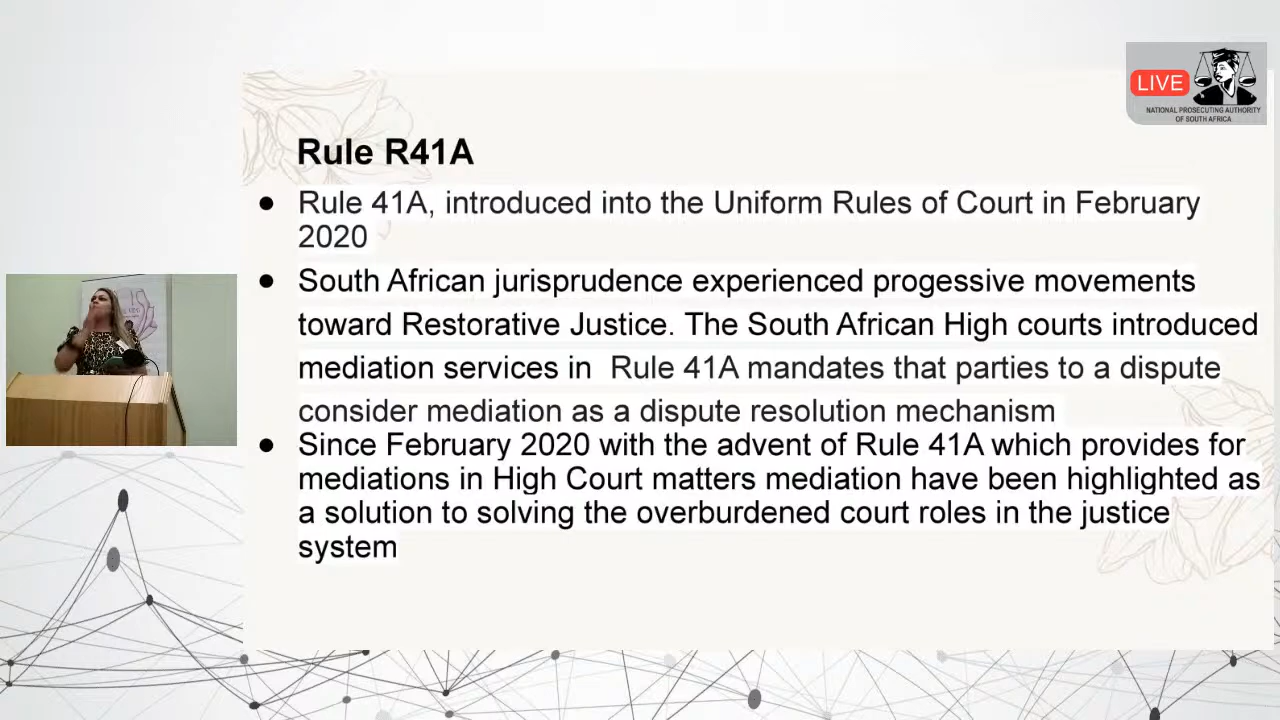 LIVE
NATIONAL PROSECUTING AUTHORITY
OF SOUTH AFRICA
Rule R41A
● Rule 41A, introduced into the Uniform Rules of Court in February
2020
● South African jurisprudence experienced progessive movements
toward Restorative Justice. The South African High courts introduced
mediation services in  Rule 41A mandates that parties to a dispute
consider mediation as a dispute resolution mechanism
● Since February 2020 with the advent of Rule 41A which provides for
mediations in High Court matters mediation have been highlighted as
a solution to solving the overburdened court roles in the justice
system